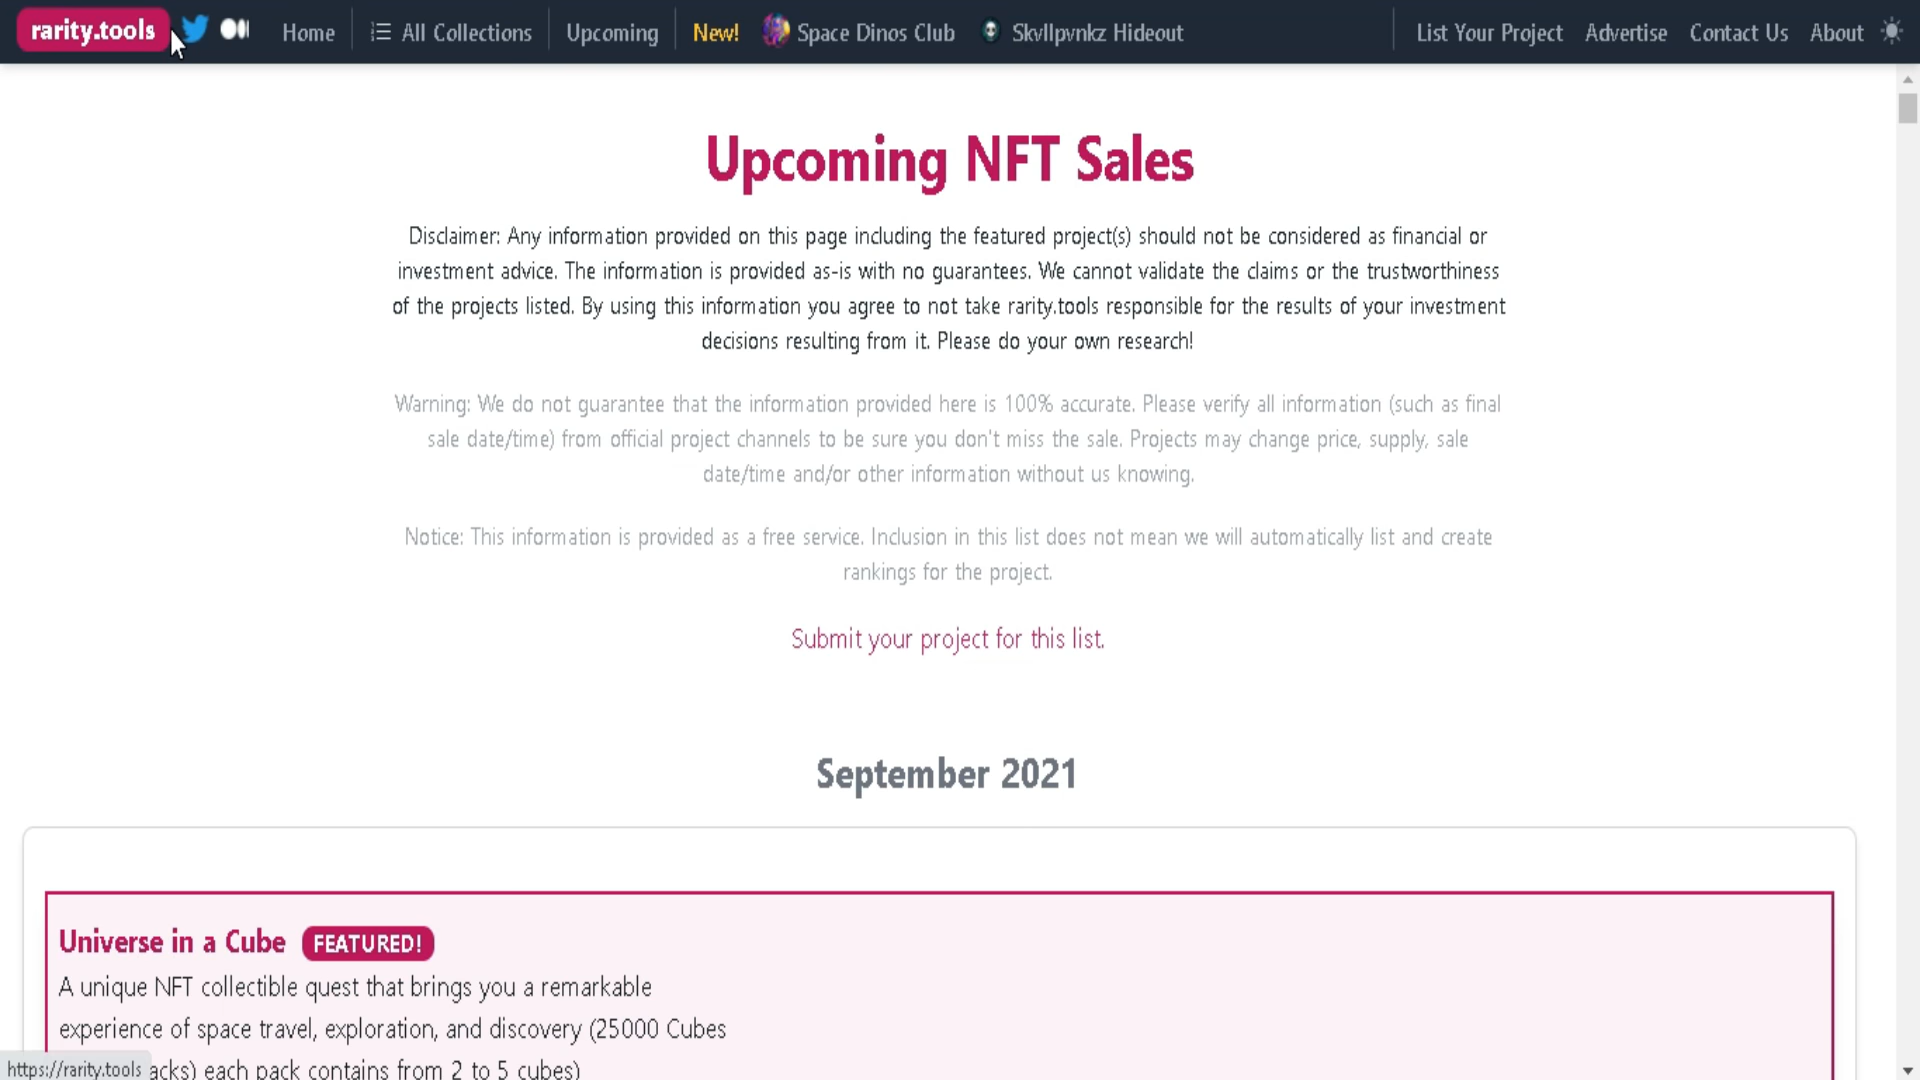 rarity.tools Home All Collections Upcoming New! Space Dinos Club Skvllpvnkz Hideout List Your Project Advertise Contact Us About
Upcoming NFT Sales
Disclaimer: Any information provided on this page including the featured project(s) should not be considered as financial or
investment advice. The information is provided as-is with no guarantees. We cannot validate the claims or the trustworthiness
of the projects listed. By using this information you agree to not take rarity.tools responsible for the results of your investment
decisions resulting from it. Please do your own research!
Warning: We do not guarantee that the information provided here is 100% accurate. Please verify all information (such as final
sale date/time) from official project channels to be sure you don't miss the sale. Projects may change price, supply, sale
date/time and/or other information without us knowing.
Notice: This information is provided as a free service. Inclusion in this list does not mean we will automatically list and create
rankings for the project.
Submit your project for this list.
September 2021
Universe in a Cube FEATURED!
A unique NFT collectible quest that brings you a remarkable
experience of space travel, exploration, and discovery (25000 Cubes
acks) each pack contains from 2 to 5 cubes)
https://rarity.tools